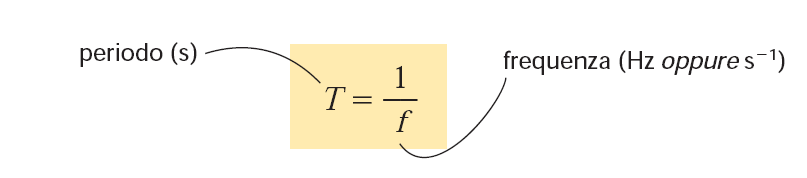 periodo (s)
frequenza (Hz oppure s⁻¹)
T = 1/f